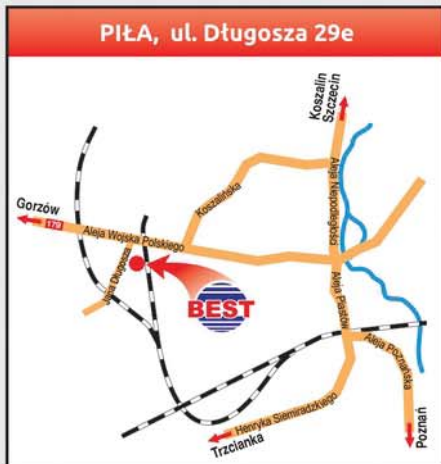 PIŁA, ul. Długosza 29e
Koszalin
Szczecin
Gorzów
179
Aleja Wojska Polskiego
Koszalińska
Aleja Niepodległości
Jana Długosza
BEST
Aleja Piastów
Aleja Poznańska
Henryka Siemiradzkiego
Trzcianka
Poznań